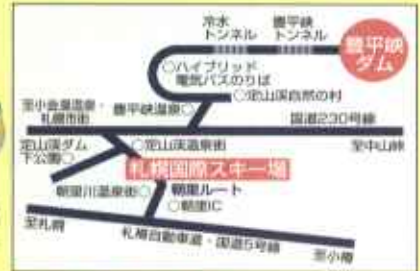 冷水
トンネル
豊平峡
トンネル
豊平峡
ダム
○ハイブリッド
電気バスのりば
○定山渓自然の村
豊平峡温泉○
至小金湯温泉・
札幌市街
国道230号線
定山渓ダム
下公園○
○定山渓温泉街
至中山峠
札幌国際スキー場
朝里川温泉街○
朝里ルート
○朝里IC
至札幌
札樽自動車道・国道5号線
至小樽